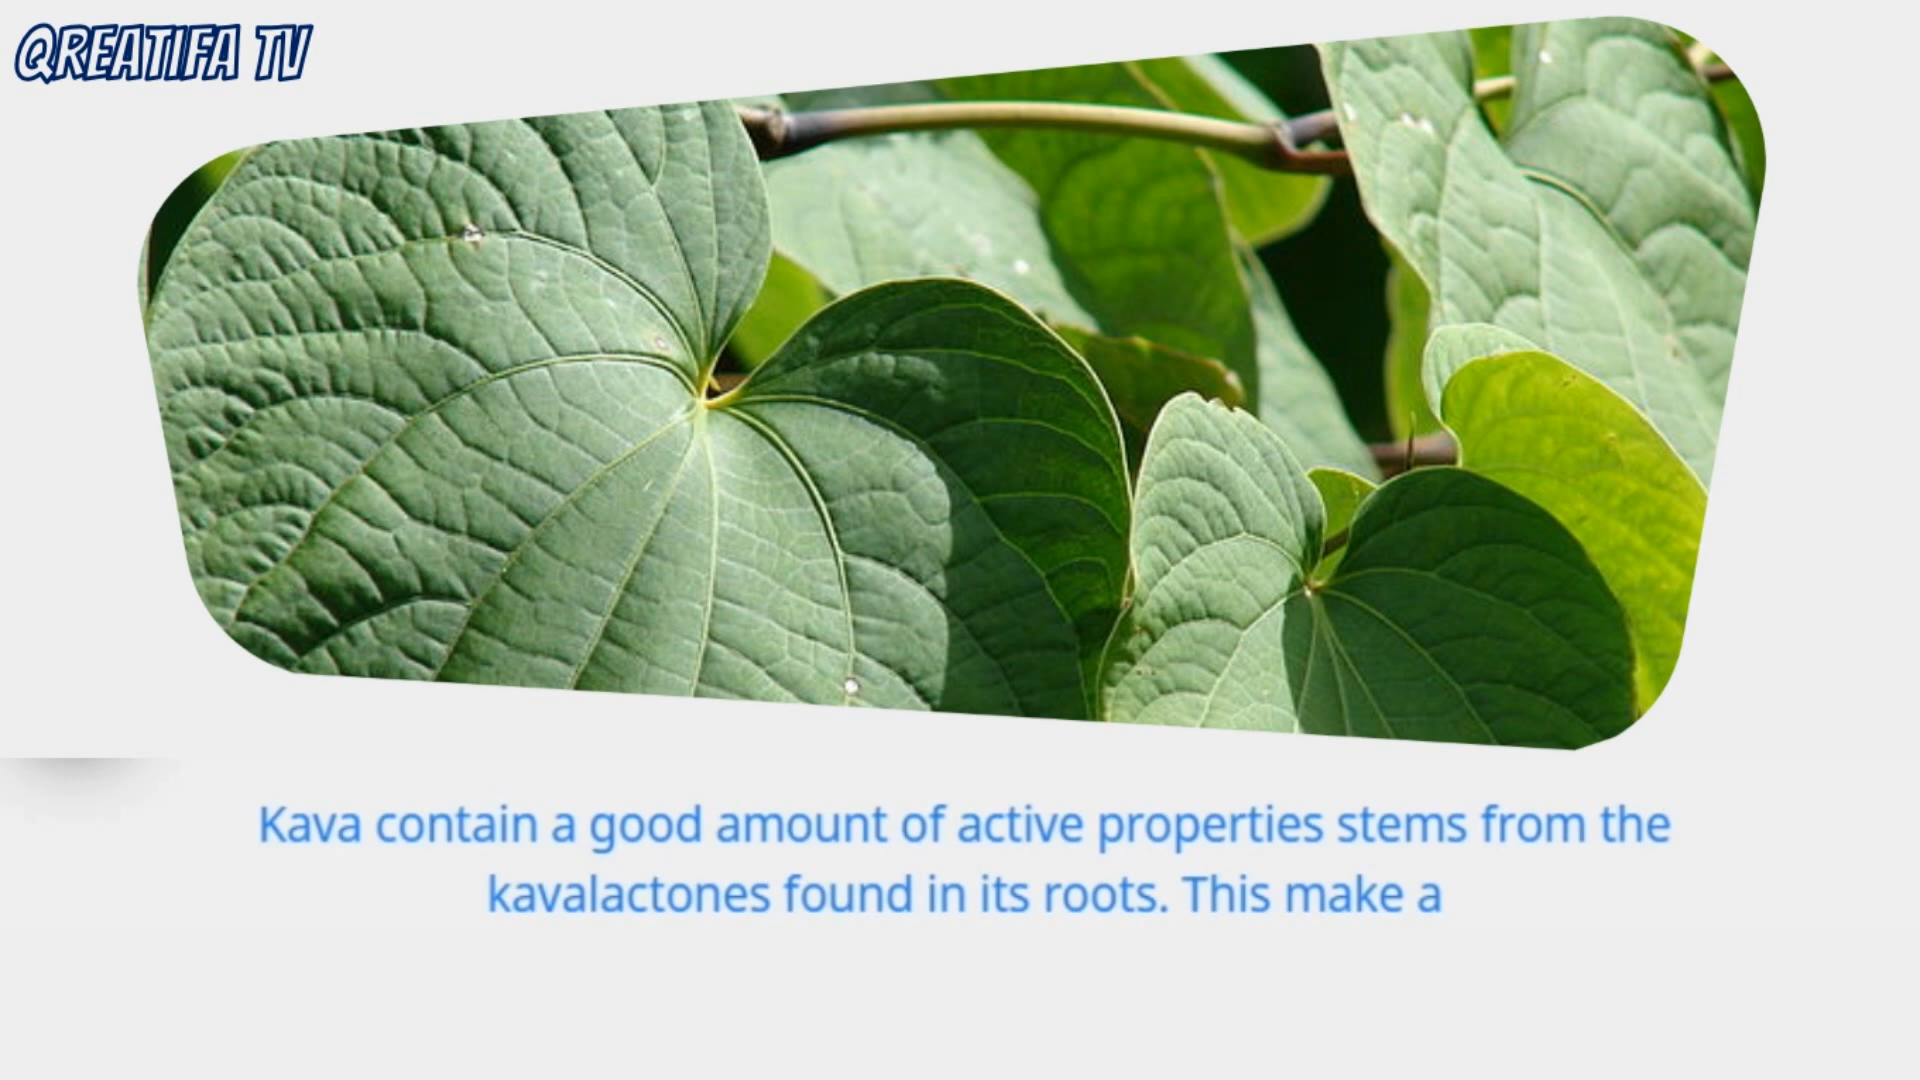 QREATIFA TV
Kava contain a good amount of active properties stems from the
kavalactones found in its roots. This make a